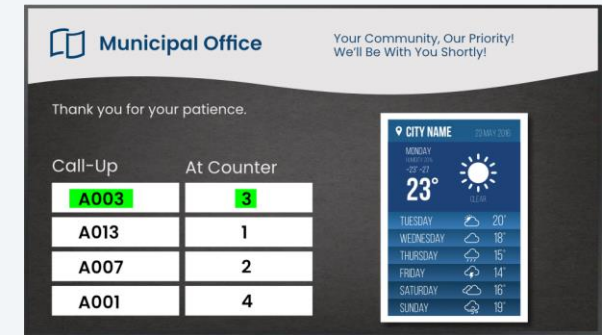 Municipal Office
Your Community, Our Priority!
We'll Be With You Shortly!
Thank you for your patience.
Call-Up At Counter
A003 3
A013 1
A007 2
A001 4
CITY NAME 23 MAY 2016
MONDAY
23°
CLEAR
TUESDAY 20°
WEDNESDAY 18°
THURSDAY 15°
FRIDAY 14°
SATURDAY 16°
SUNDAY 19°